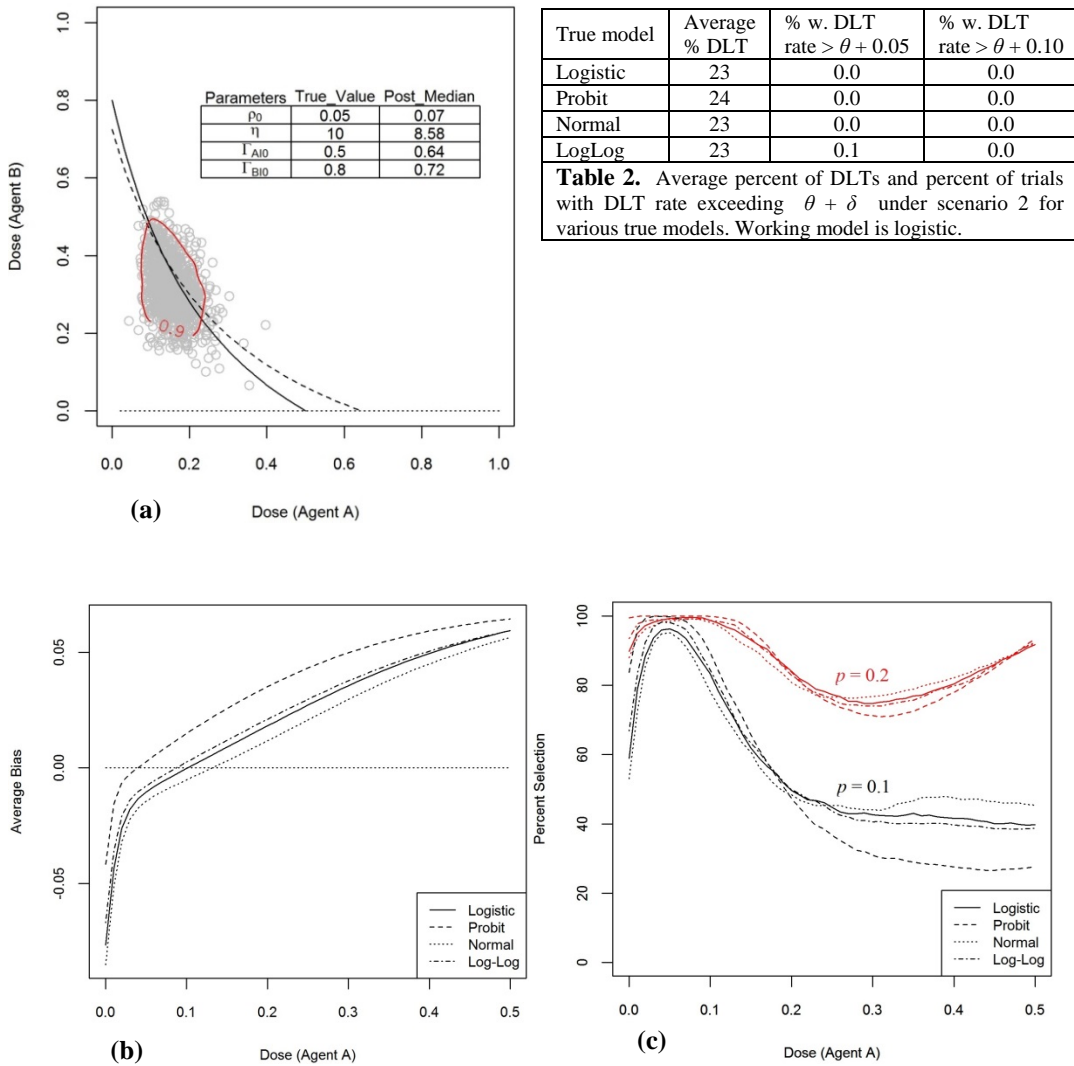 1.0
0.8
0.6
0.4
0.2
0.0
Dose (Agent B)
Parameters True_Value Post_Median
ρ0 0.05 0.07
η 10 8.58
ΓA|0 0.5 0.64
ΓB|0 0.8 0.72
0.9
0.0 0.2 0.4 0.6 0.8 1.0
(a)
Dose (Agent A)
True model Average % DLT % w. DLT rate > θ + 0.05 % w. DLT rate > θ + 0.10
Logistic 23 0.0 0.0
Probit 24 0.0 0.0
Normal 23 0.0 0.0
LogLog 23 0.1 0.0
Table 2. Average percent of DLTs and percent of trials
with DLT rate exceeding θ + δ under scenario 2 for
various true models. Working model is logistic.
0.05
0.00
-0.05
Average Bias
Logistic
Probit
Normal
Log-Log
0.0 0.1 0.2 0.3 0.4 0.5
(b)
Dose (Agent A)
100
80
60
40
20
0
Percent Selection
p = 0.2
p = 0.1
Logistic
Probit
Normal
Log-Log
0.0 0.1 0.2 0.3 0.4 0.5
(c)
Dose (Agent A)